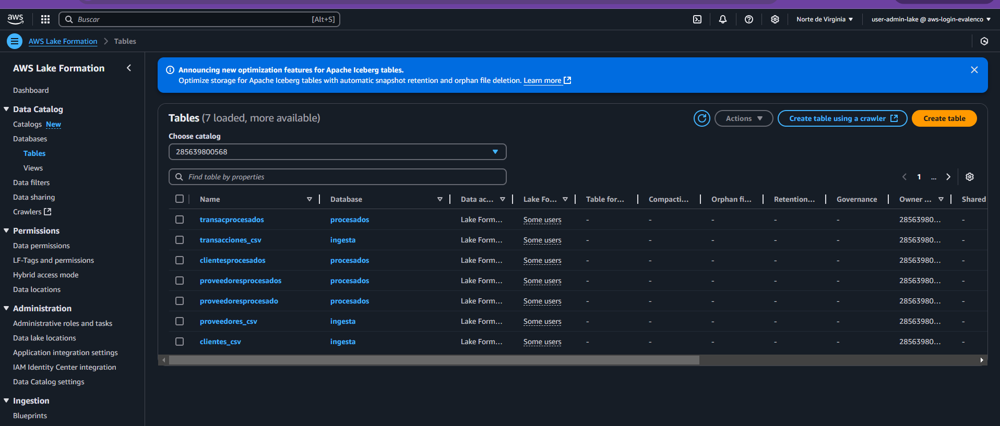 aws
Buscar [Alt+S]
Norte de Virginia
user-admin-lake @ aws-login-evalenco
AWS Lake Formation
Tables
AWS Lake Formation
Dashboard
Data Catalog
Catalogs New
Databases
Tables
Views
Data filters
Data sharing
Crawlers
Permissions
Data permissions
LF-Tags and permissions
Hybrid access mode
Data locations
Administration
Administrative roles and tasks
Data lake locations
Application integration settings
IAM Identity Center integration
Data Catalog settings
Ingestion
Blueprints
Announcing new optimization features for Apache Iceberg tables.
Optimize storage for Apache Iceberg tables with automatic snapshot retention and orphan file deletion. Learn more
Tables (7 loaded, more available)
Actions
Create table using a crawler
Create table
Choose catalog
285639800568
Find table by properties
1 ...
Name Database Data ac... Lake Fo... Table for... Compacti... Orphan fi... Retention... Governance Owner ... Shared
transacprocesados procesados Lake Form... Some users - - - - - 28563980... -
transacciones_csv ingesta Lake Form... Some users - - - - - 28563980... -
clientesprocesados procesados Lake Form... Some users - - - - - 28563980... -
proveedoresprocesados procesados Lake Form... Some users - - - - - 28563980... -
proveedoresprocesado procesados Lake Form... Some users - - - - - 28563980... -
proveedores_csv ingesta Lake Form... Some users - - - - - 28563980... -
clientes_csv ingesta Lake Form... Some users - - - - - 28563980... -